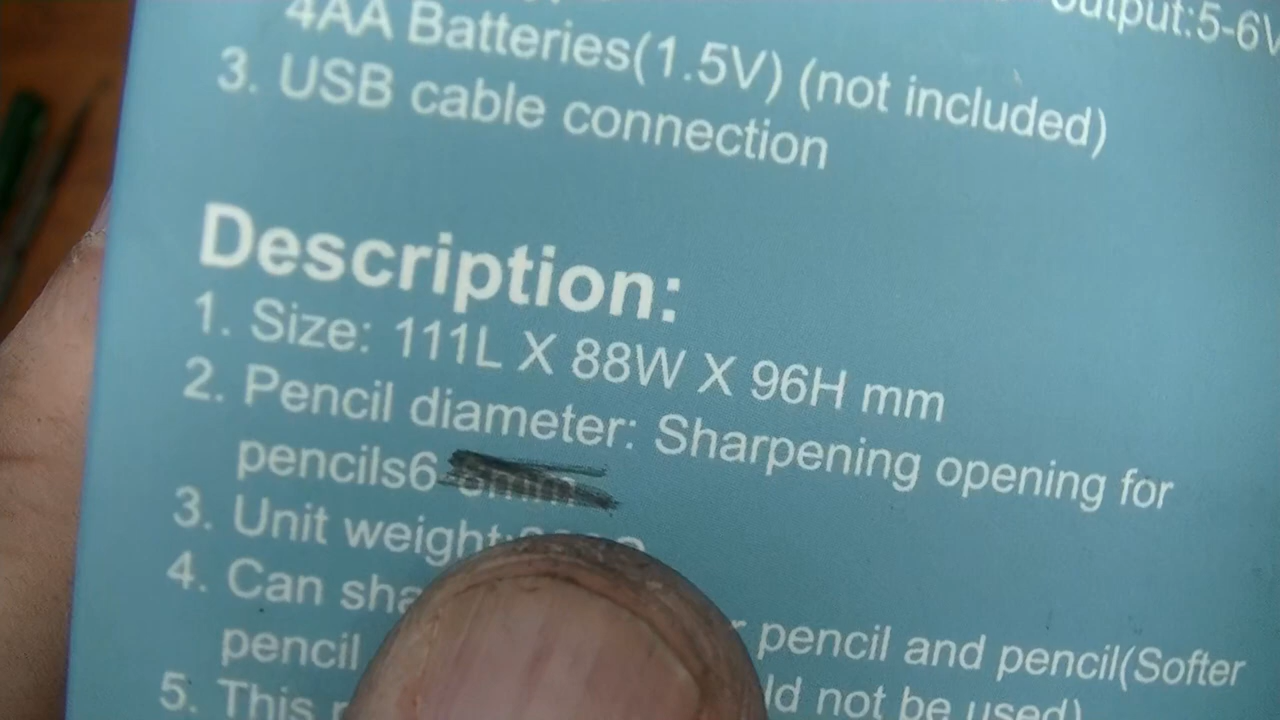 output:5-6V
4AA Batteries(1.5V) (not included)
3. USB cable connection
Description:
1. Size: 111L X 88W X 96H mm
2. Pencil diameter: Sharpening opening for
pencils6
3. Unit weight:
4. Can pencil and pencil(Softer
pencil not be used)
5. This